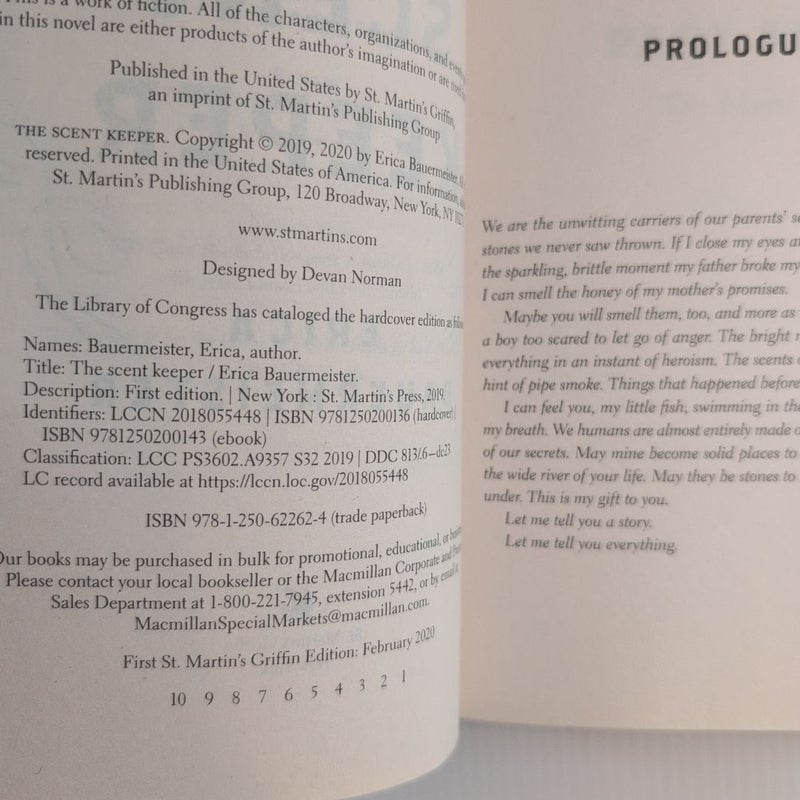 This is a work of fiction. All of the characters, organizations, and events
in this novel are either products of the author's imagination or are used
Published in the United States by St. Martin's Griffin,
an imprint of St. Martin's Publishing Group
THE SCENT KEEPER. Copyright © 2019, 2020 by Erica Bauermeister. All
reserved. Printed in the United States of America. For information,
St. Martin's Publishing Group, 120 Broadway, New York, NY
www.stmartins.com
Designed by Devan Norman
The Library of Congress has cataloged the hardcover edition as follows
Names: Bauermeister, Erica, author.
Title: The scent keeper / Erica Bauermeister.
Description: First edition. | New York : St. Martin's Press, 2019.
Identifiers: LCCN 2018055448 | ISBN 9781250200136 (hardcover) |
ISBN 9781250200143 (ebook)
Classification: LCC PS3602.A9357 S32 2019 | DDC 813/.6—dc23
LC record available at https://lccn.loc.gov/2018055448
ISBN 978-1-250-62262-4 (trade paperback)
Our books may be purchased in bulk for promotional, educational, or business
Please contact your local bookseller or the Macmillan Corporate and
Sales Department at 1-800-221-7945, extension 5442, or by email at
MacmillanSpecialMarkets@macmillan.com.
First St. Martin's Griffin Edition: February 2020
10 9 8 7 6 5 4 3 2 1
PROLOGU
We are the unwitting carriers of our parents' se
stones we never saw thrown. If I close my eyes a
the sparkling, brittle moment my father broke my
I can smell the honey of my mother's promises.
Maybe you will smell them, too, and more as
a boy too scared to let go of anger. The bright
everything in an instant of heroism. The scents
hint of pipe smoke. Things that happened before
I can feel you, my little fish, swimming in the
my breath. We humans are almost entirely made
of our secrets. May mine become solid places to
the wide river of your life. May they be stones to
under. This is my gift to you.
Let me tell you a story.
Let me tell you everything.